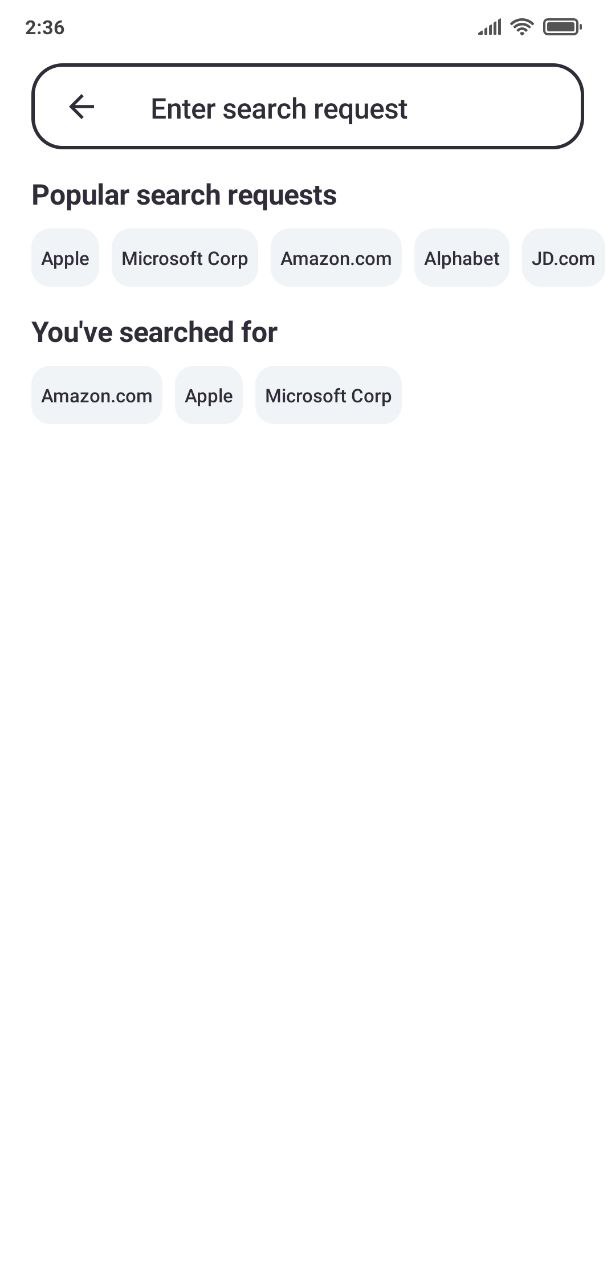 2:36
Enter search request
Popular search requests
Apple Microsoft Corp Amazon.com Alphabet JD.com
You've searched for
Amazon.com Apple Microsoft Corp